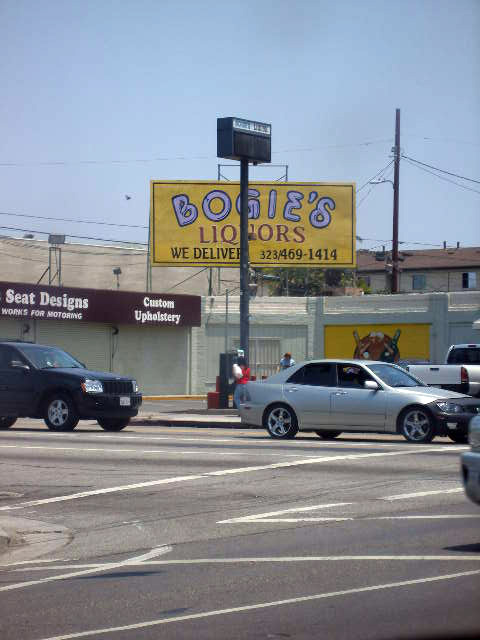 BOGIE'S
LIQUORS
WE DELIVER 323/469-1414
Seat Designs
WORKS FOR MOTORING
Custom
Upholstery